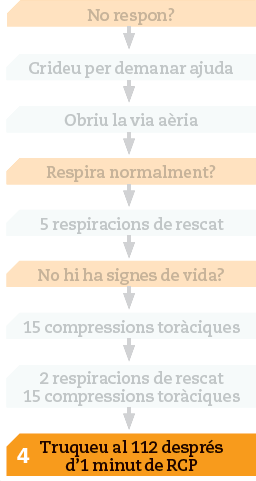 No respon?
Crideu per demanar ajuda
Obriu la via aèria
Respira normalment?
5 respiracions de rescat
No hi ha signes de vida?
15 compressions toràciques
2 respiracions de rescat
15 compressions toràciques
4 Truqueu al 112 després
d'1 minut de RCP